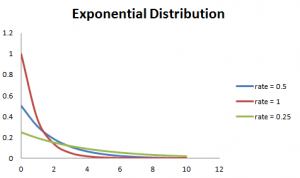 Exponential Distribution
1.2
1
0.8
0.6
0.4
0.2
0
0 2 4 6 8 10 12
rate = 0.5
rate = 1
rate = 0.25